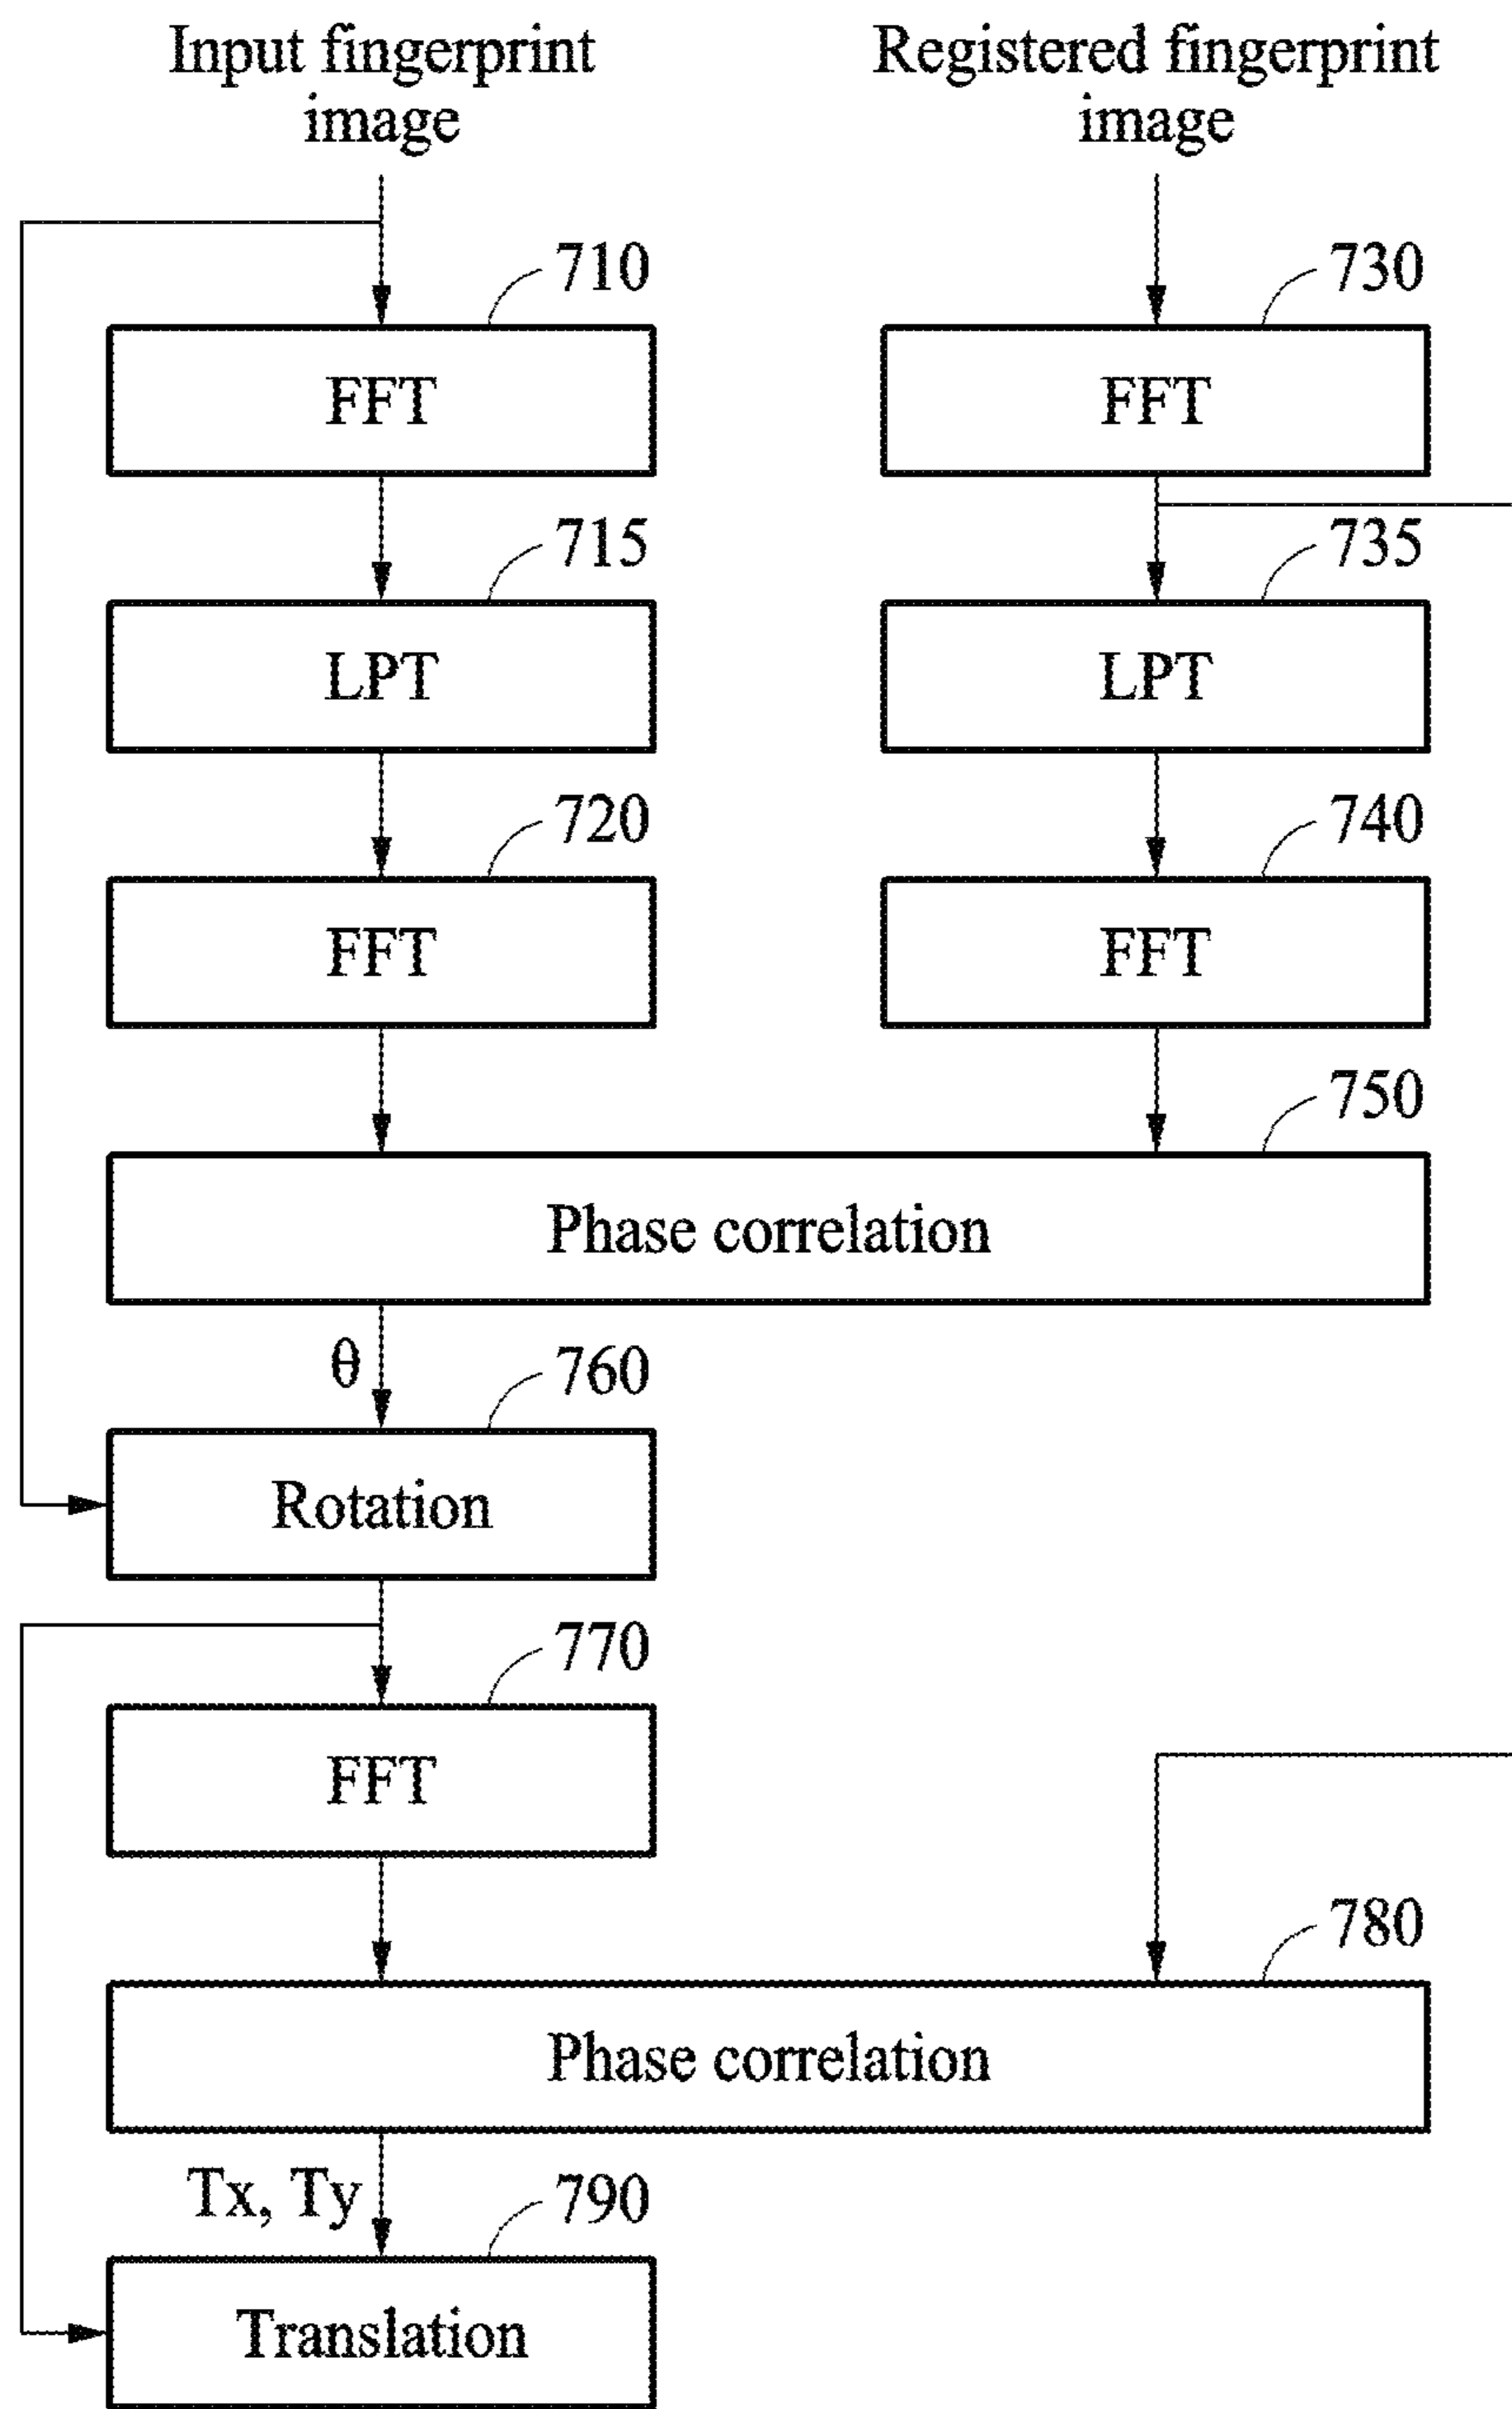 Input fingerprint
image
Registered fingerprint
image
710
730
FFT
FFT
715
735
LPT
LPT
720
740
FFT
FFT
750
Phase correlation
θ
760
Rotation
770
FFT
780
Phase correlation
Tx, Ty
790
Translation